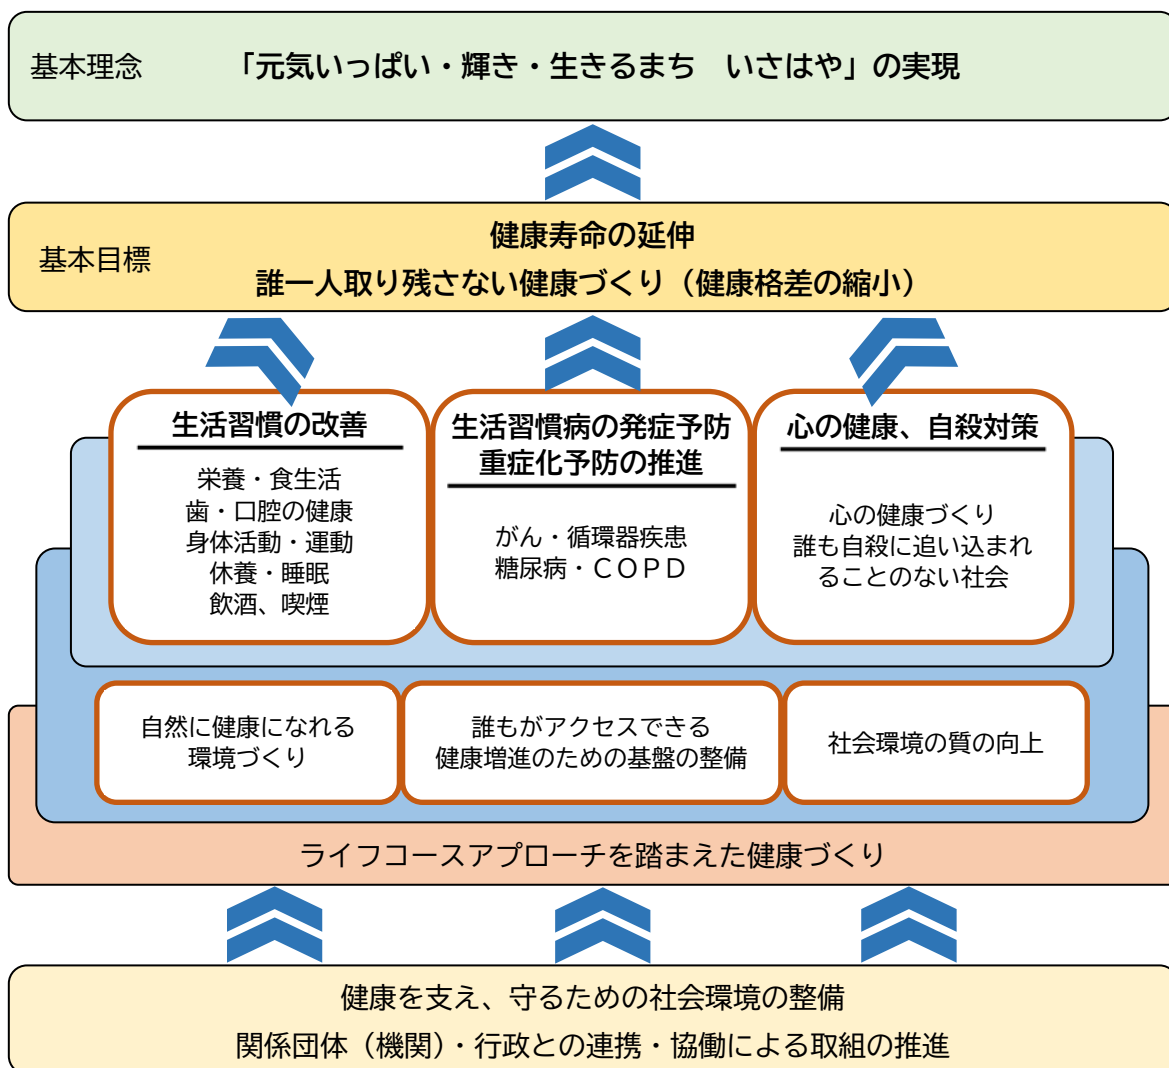 基本理念 「元気いっぱい・輝き・生きるまち　いさはや」の実現
基本目標
健康寿命の延伸
誰一人取り残さない健康づくり（健康格差の縮小）
生活習慣の改善
栄養・食生活
歯・口腔の健康
身体活動・運動
休養・睡眠
飲酒、喫煙
生活習慣病の発症予防
重症化予防の推進
がん・循環器疾患
糖尿病・ＣＯＰＤ
心の健康、自殺対策
心の健康づくり
誰も自殺に追い込まれ
ることのない社会
自然に健康になれる
環境づくり
誰もがアクセスできる
健康増進のための基盤の整備
社会環境の質の向上
ライフコースアプローチを踏まえた健康づくり
健康を支え、守るための社会環境の整備
関係団体（機関）・行政との連携・協働による取組の推進